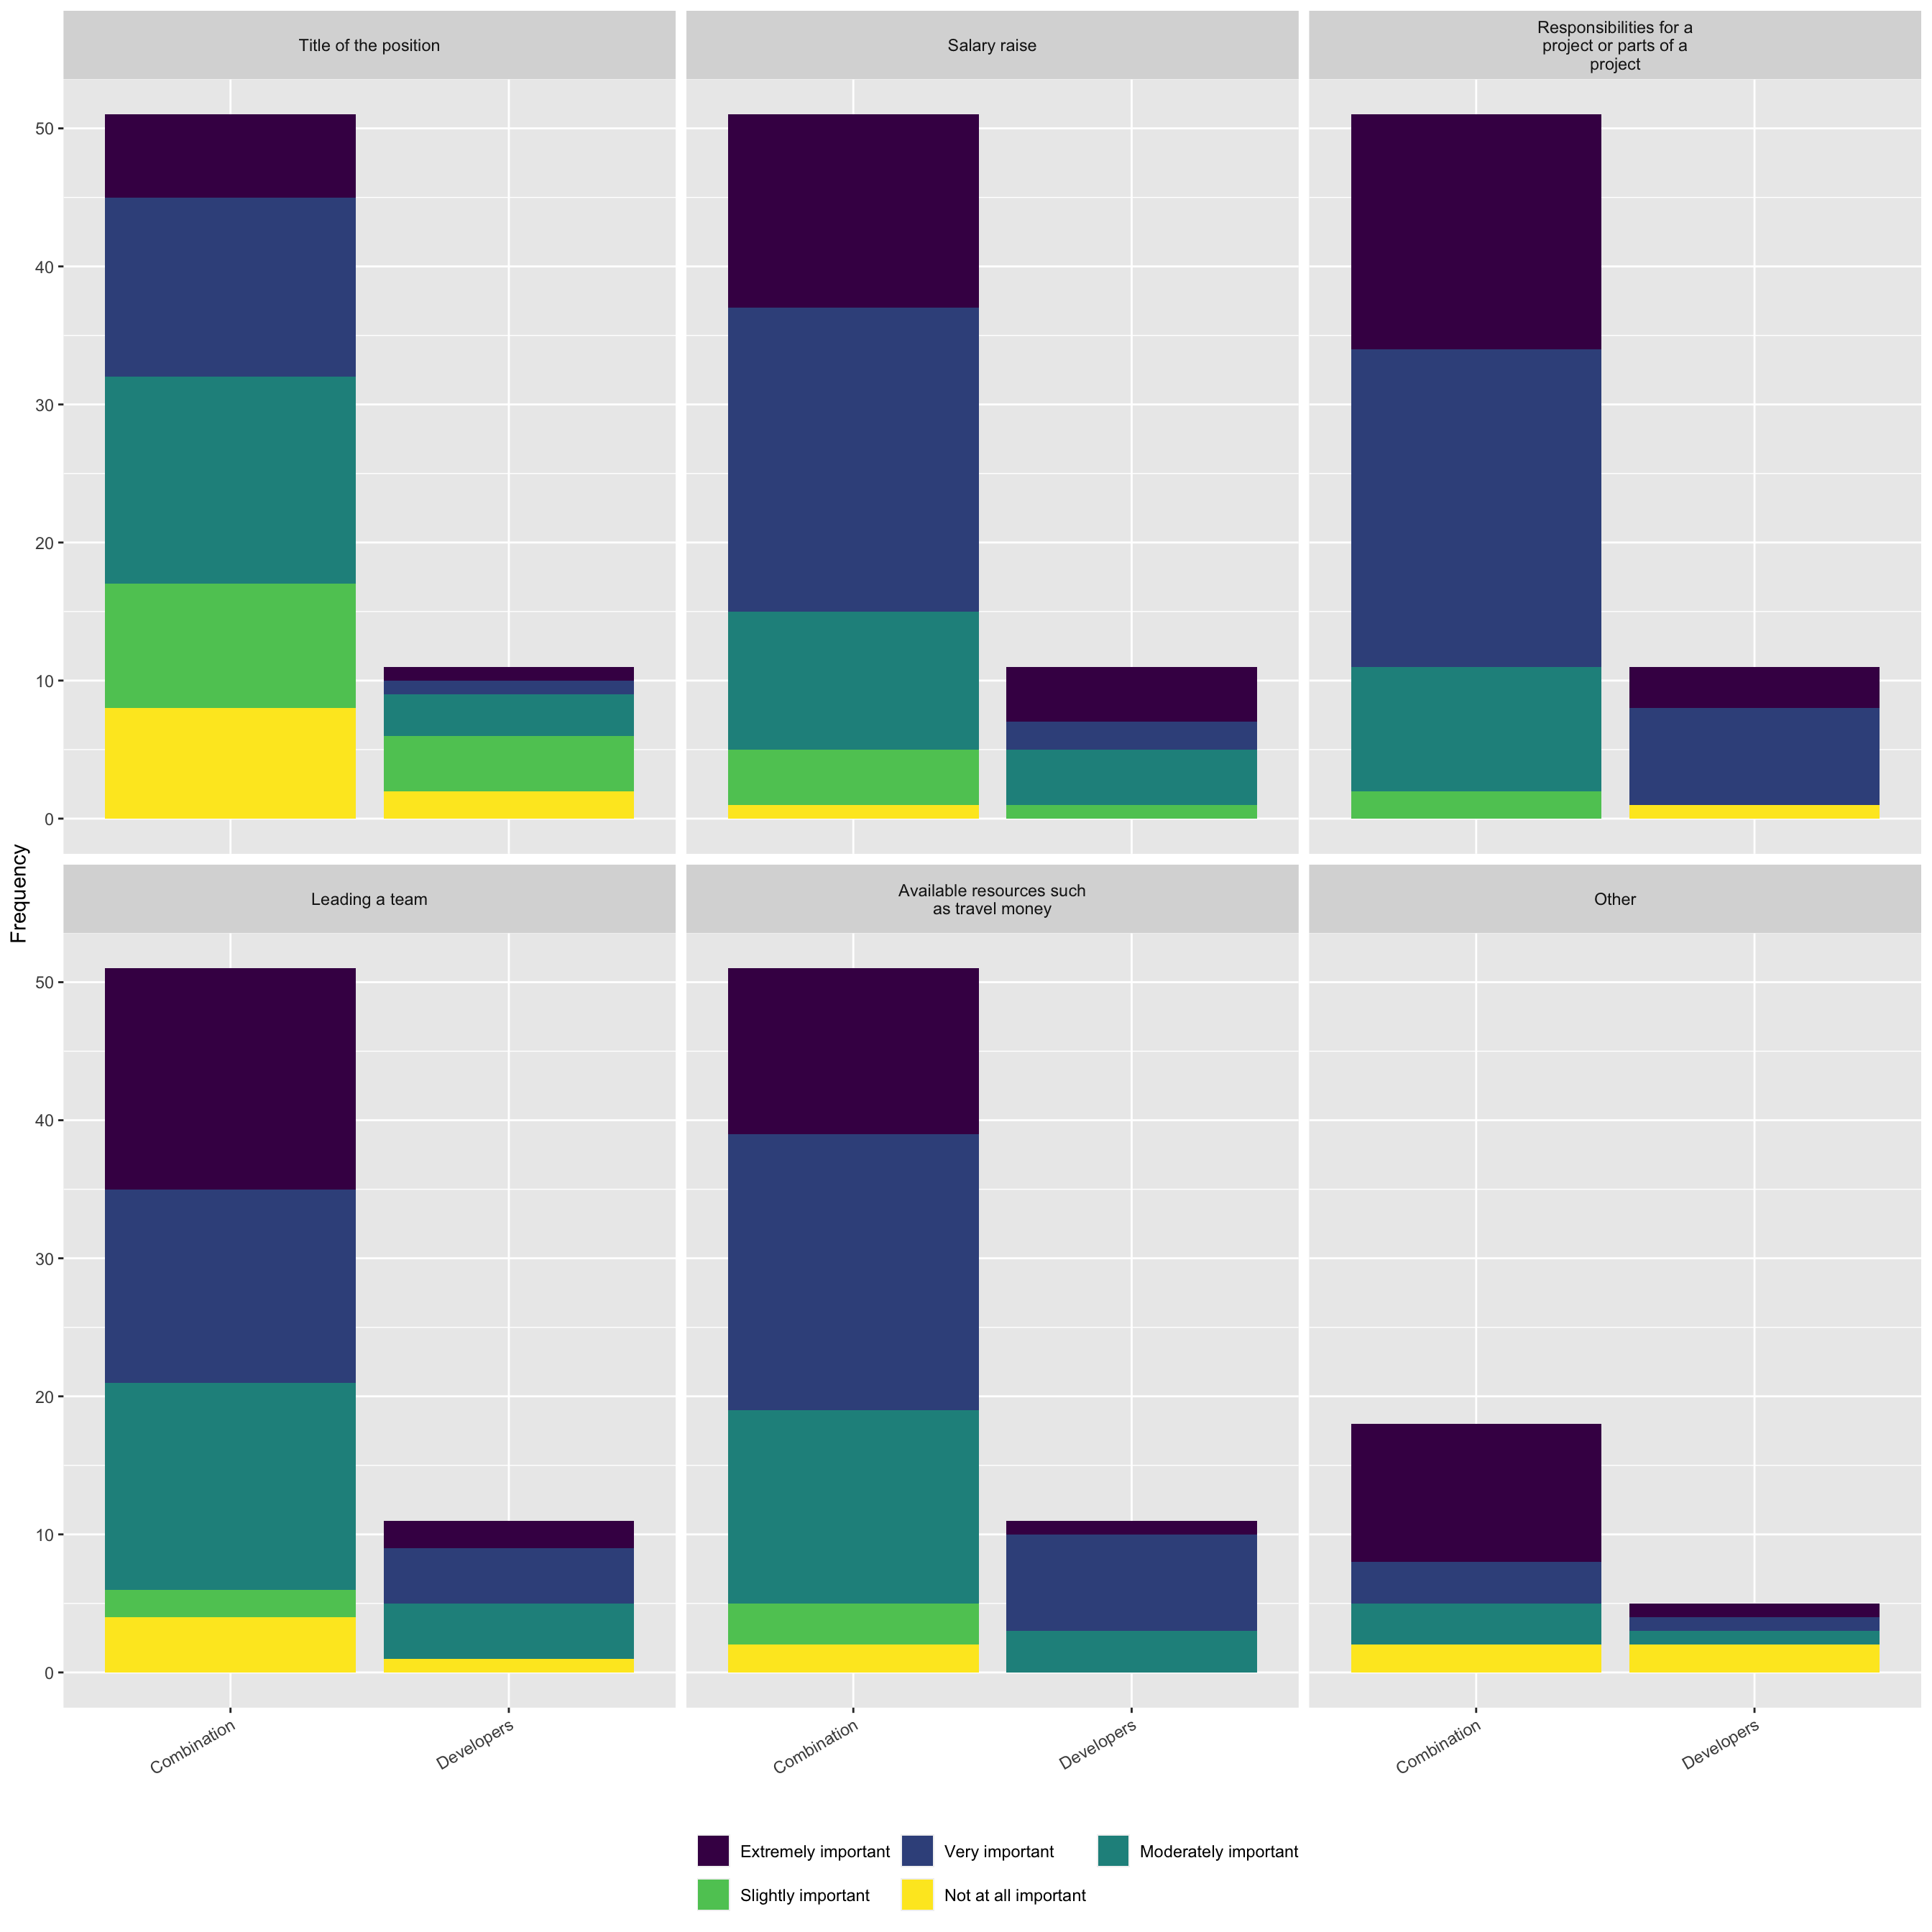 Title of the position
Salary raise
Responsibilities for a
project or parts of a
project
50
40
30
20
10
0
Frequency
Leading a team
Available resources such
as travel money
Other
50
40
30
20
10
0
Combination
Developers
Combination
Developers
Combination
Developers
Extremely important
Very important
Moderately important
Slightly important
Not at all important